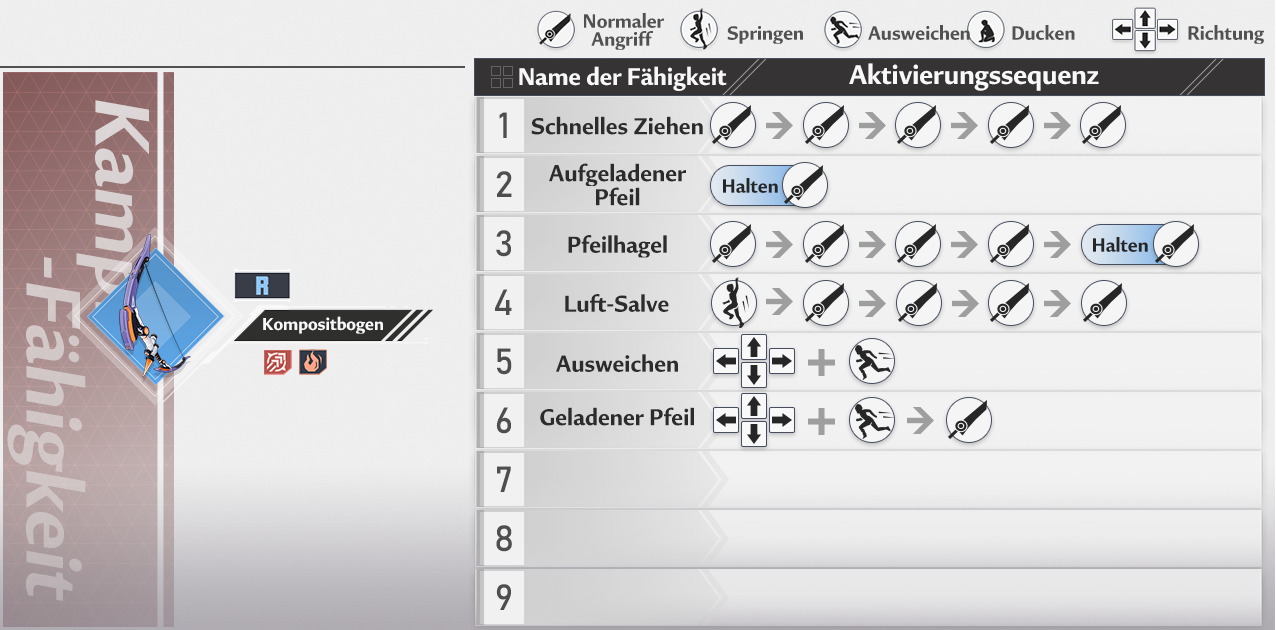 Normaler
Angriff
Springen
Ausweichen
Ducken
Richtung
Name der Fähigkeit
Aktivierungssequenz
Kampf
-Fähigkeit
R
Kompositbogen
1 Schnelles Ziehen
2 Aufgeladener
Pfeil
Halten
3 Pfeilhagel
Halten
4 Luft-Salve
5 Ausweichen
6 Geladener Pfeil
7
8
9